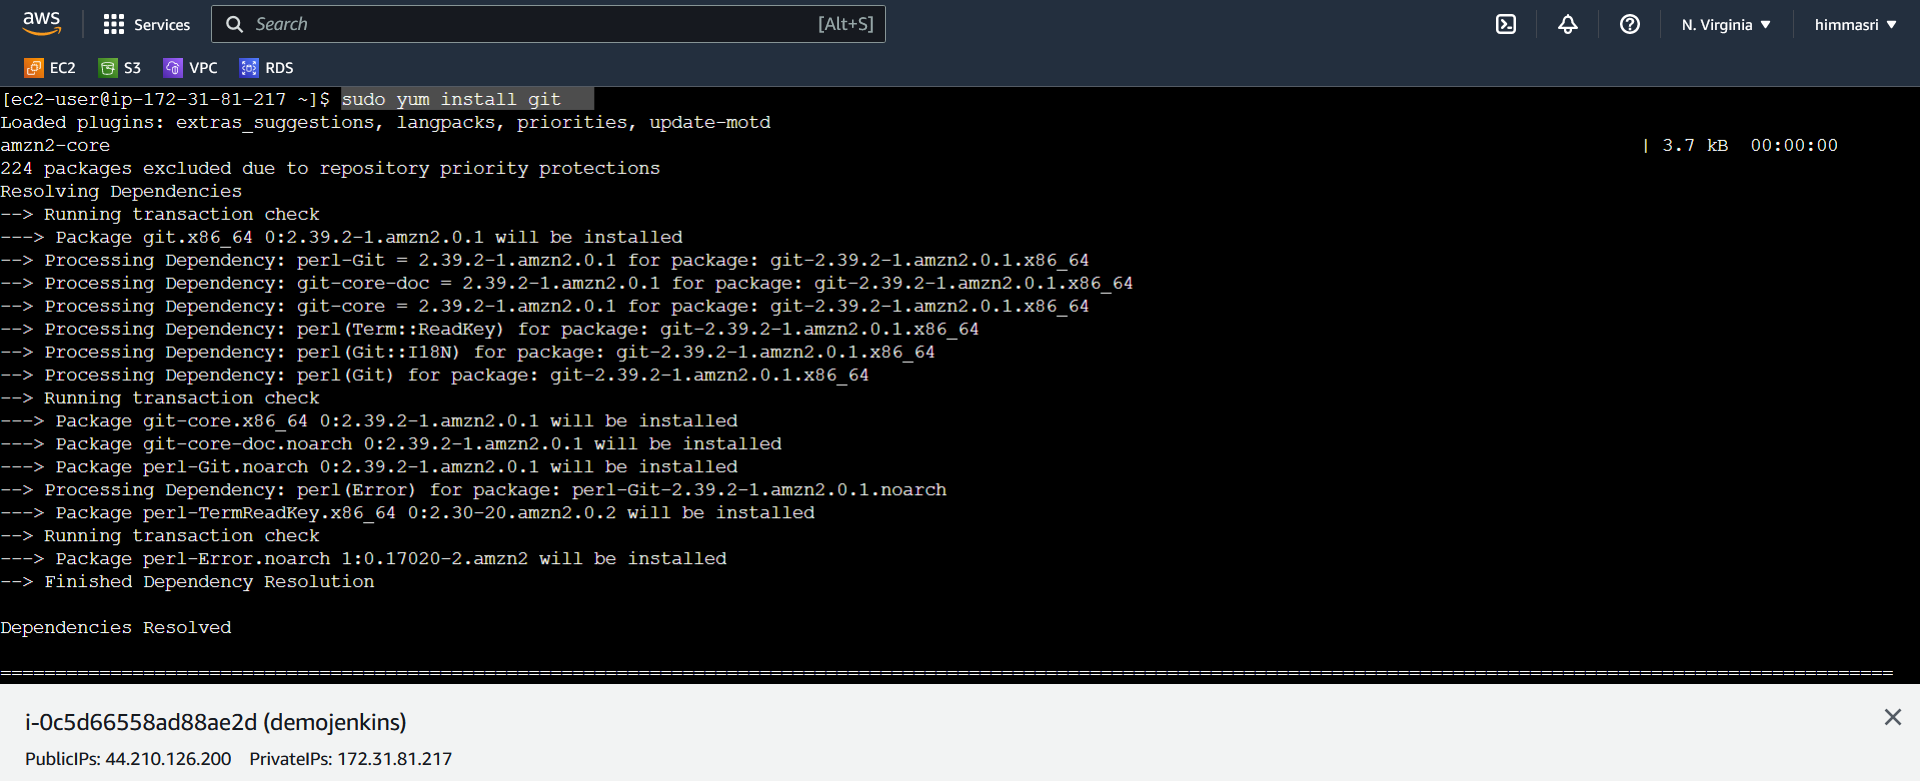 aws Services Search [Alt+S] N. Virginia himmasri
EC2 S3 VPC RDS
[ec2-user@ip-172-31-81-217 ~]$ sudo yum install git
Loaded plugins: extras_suggestions, langpacks, priorities, update-motd
amzn2-core | 3.7 kB 00:00:00
224 packages excluded due to repository priority protections
Resolving Dependencies
--> Running transaction check
---> Package git.x86_64 0:2.39.2-1.amzn2.0.1 will be installed
--> Processing Dependency: perl-Git = 2.39.2-1.amzn2.0.1 for package: git-2.39.2-1.amzn2.0.1.x86_64
--> Processing Dependency: git-core-doc = 2.39.2-1.amzn2.0.1 for package: git-2.39.2-1.amzn2.0.1.x86_64
--> Processing Dependency: git-core = 2.39.2-1.amzn2.0.1 for package: git-2.39.2-1.amzn2.0.1.x86_64
--> Processing Dependency: perl(Term::ReadKey) for package: git-2.39.2-1.amzn2.0.1.x86_64
--> Processing Dependency: perl(Git::I18N) for package: git-2.39.2-1.amzn2.0.1.x86_64
--> Processing Dependency: perl(Git) for package: git-2.39.2-1.amzn2.0.1.x86_64
--> Running transaction check
---> Package git-core.x86_64 0:2.39.2-1.amzn2.0.1 will be installed
---> Package git-core-doc.noarch 0:2.39.2-1.amzn2.0.1 will be installed
---> Package perl-Git.noarch 0:2.39.2-1.amzn2.0.1 will be installed
--> Processing Dependency: perl(Error) for package: perl-Git-2.39.2-1.amzn2.0.1.noarch
---> Package perl-TermReadKey.x86_64 0:2.30-20.amzn2.0.2 will be installed
--> Running transaction check
---> Package perl-Error.noarch 1:0.17020-2.amzn2 will be installed
--> Finished Dependency Resolution
Dependencies Resolved
i-0c5d66558ad88ae2d (demojenkins)
PublicIPs: 44.210.126.200 PrivateIPs: 172.31.81.217